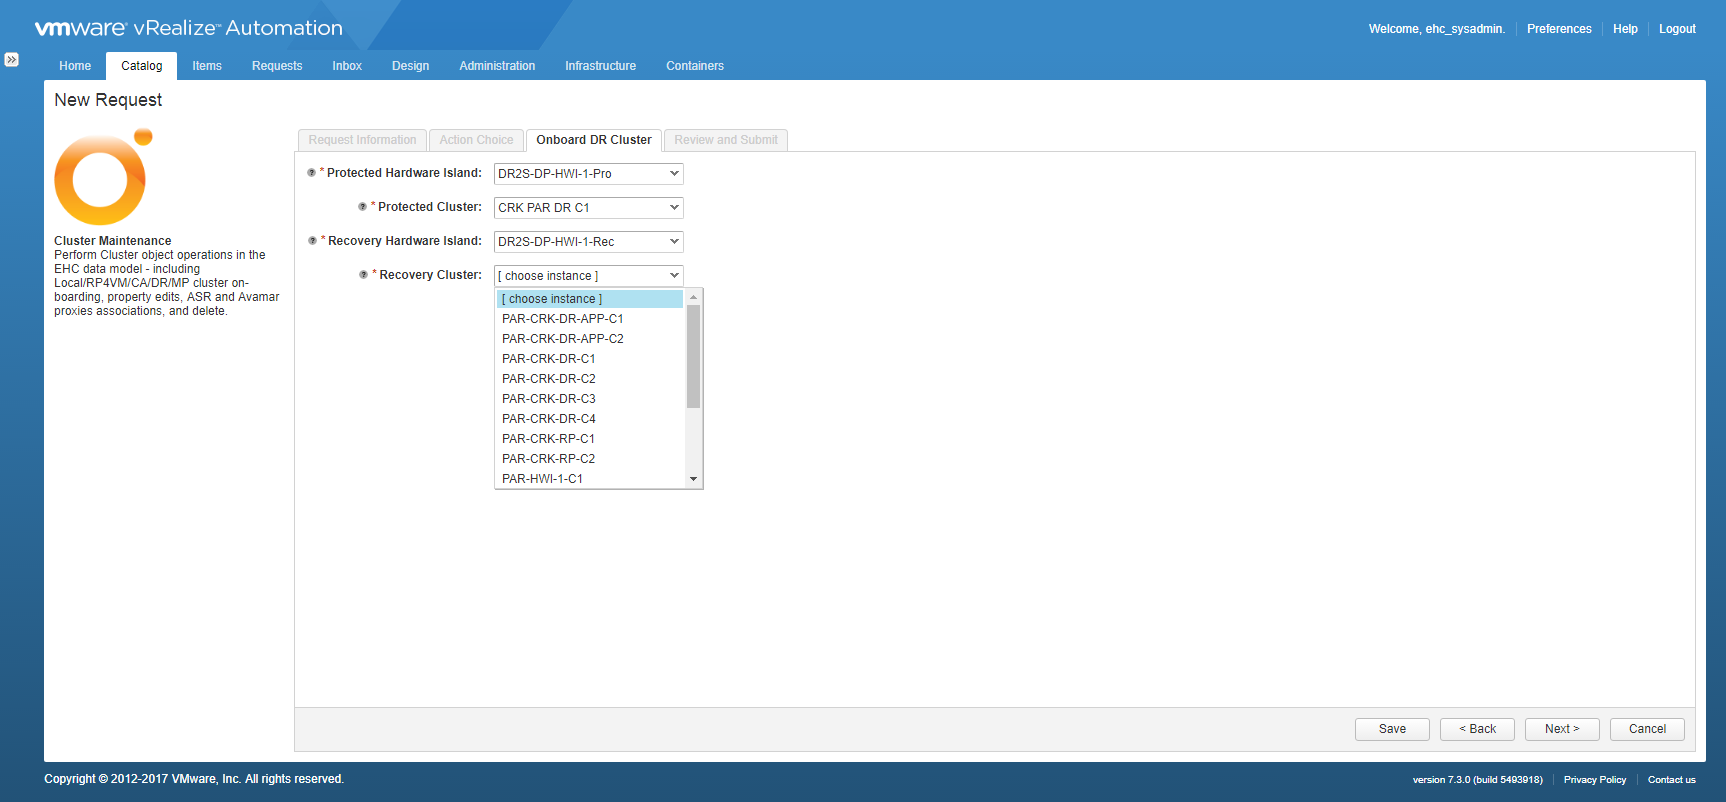 vmware vRealize™ Automation
Welcome, ehc_sysadmin.
Preferences
Help
Logout
Home
Catalog
Items
Requests
Inbox
Design
Administration
Infrastructure
Containers
New Request
Cluster Maintenance
Perform Cluster object operations in the
EHC data model - including
Local/RP4VM/CA/DR/MP cluster on-
boarding, property edits, ASR and Avamar
proxies associations, and delete.
Request Information
Action Choice
Onboard DR Cluster
Review and Submit
* Protected Hardware Island: DR2S-DP-HWI-1-Pro
* Protected Cluster: CRK PAR DR C1
* Recovery Hardware Island: DR2S-DP-HWI-1-Rec
* Recovery Cluster: [ choose instance ]
[ choose instance ]
PAR-CRK-DR-APP-C1
PAR-CRK-DR-APP-C2
PAR-CRK-DR-C1
PAR-CRK-DR-C2
PAR-CRK-DR-C3
PAR-CRK-DR-C4
PAR-CRK-RP-C1
PAR-CRK-RP-C2
PAR-HWI-1-C1
Save
< Back
Next >
Cancel
Copyright © 2012-2017 VMware, Inc. All rights reserved.
version 7.3.0 (build 5493918)
Privacy Policy
Contact us